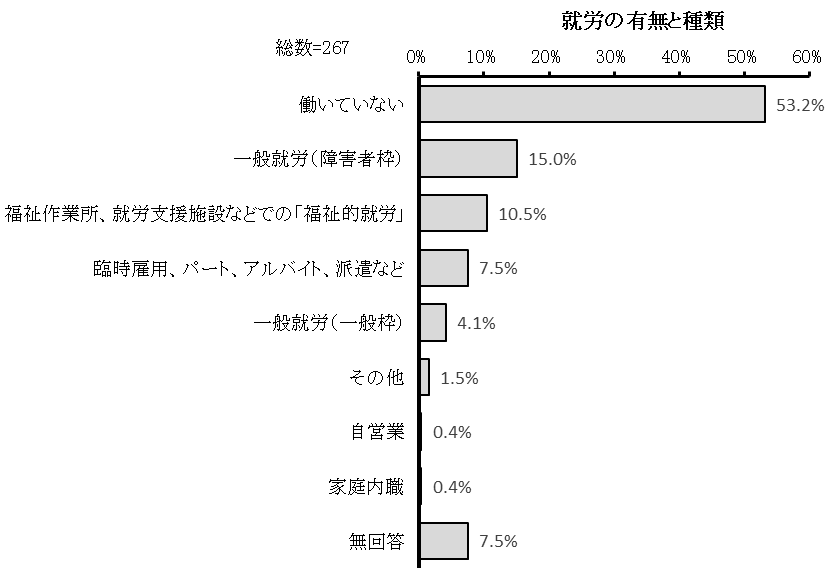 就労の有無と種類
総数=267
0% 10% 20% 30% 40% 50% 60%
働いていない 53.2%
一般就労(障害者枠) 15.0%
福祉作業所、就労支援施設などでの「福祉的就労」 10.5%
臨時雇用、パート、アルバイト、派遣など 7.5%
一般就労(一般枠) 4.1%
その他 1.5%
自営業 0.4%
家庭内職 0.4%
無回答 7.5%